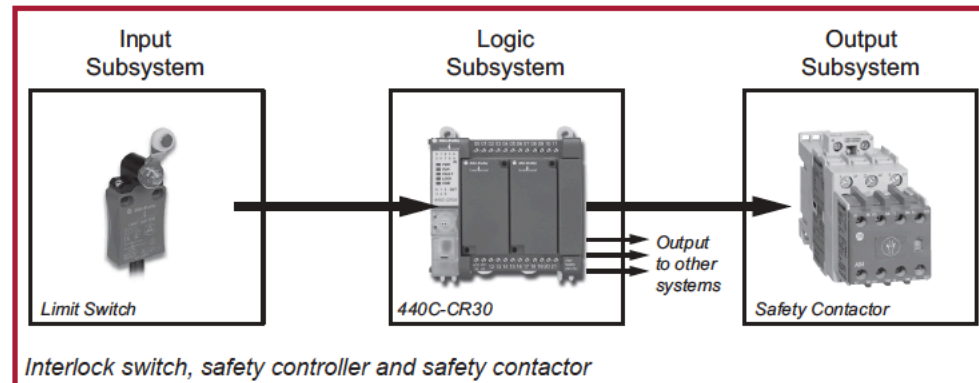 Input
Subsystem
Logic
Subsystem
Output
Subsystem
Limit Switch
440C-CR30
Output
to other
systems
Safety Contactor
Interlock switch, safety controller and safety contactor